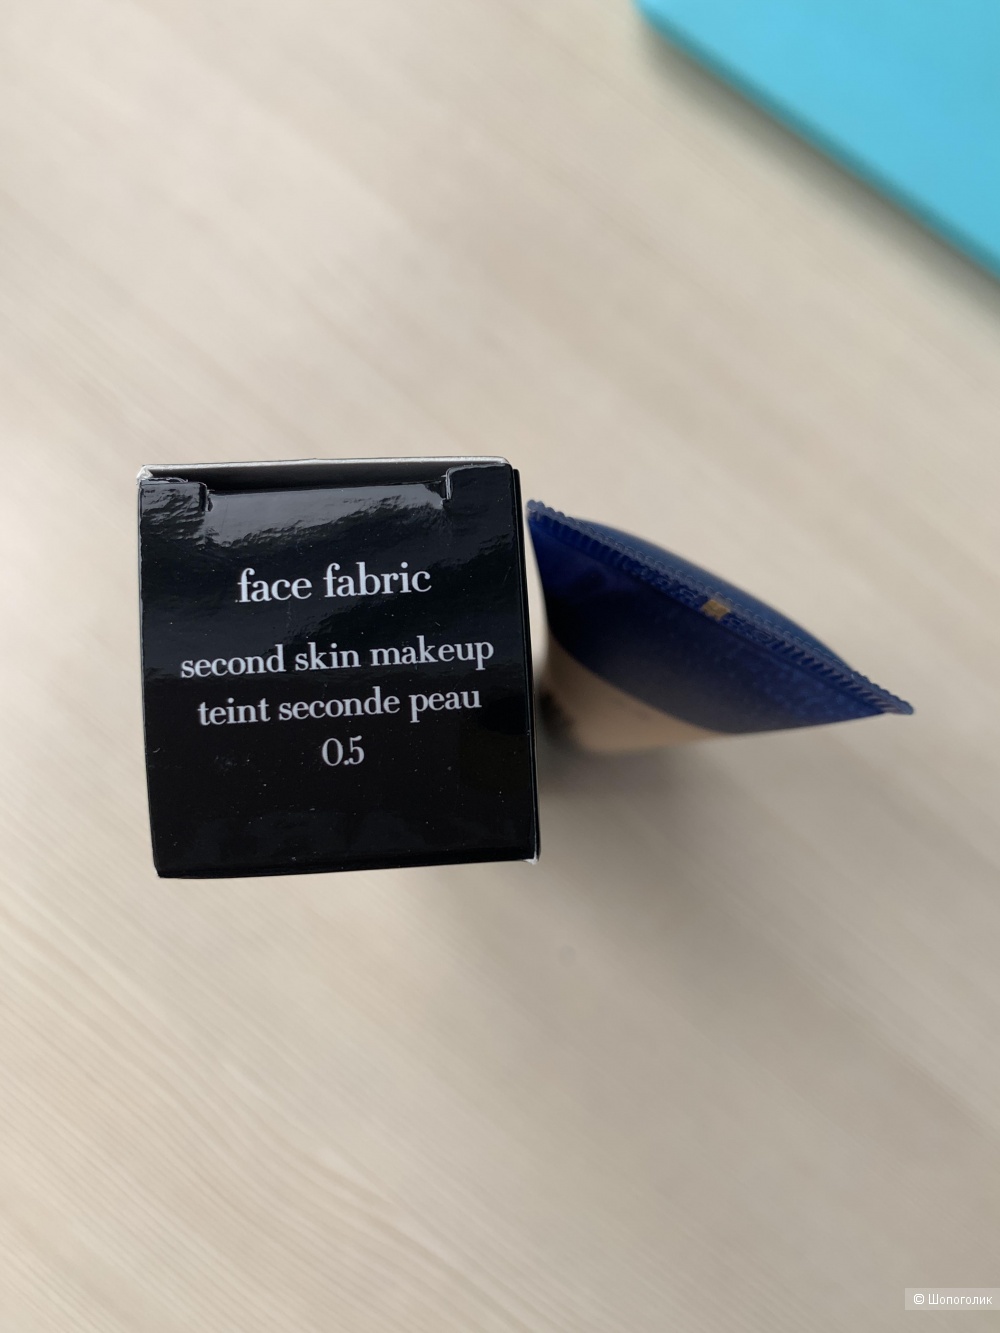 face fabric
second skin makeup
teint seconde peau
0.5
© Шопоголик